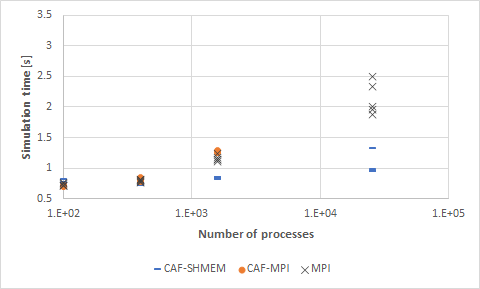 3.5
3
2.5
2
1.5
1
0.5
Simulation time [s]
1.E+02
1.E+03
1.E+04
1.E+05
Number of processes
CAF-SHMEM
CAF-MPI
MPI